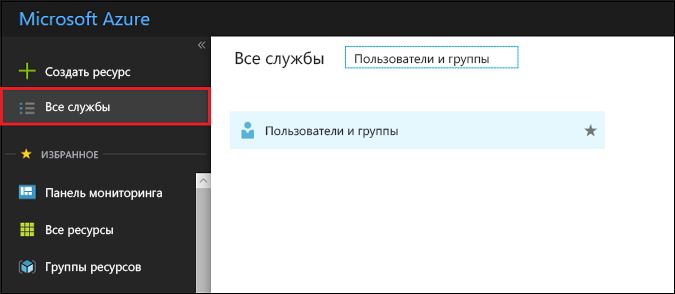 Microsoft Azure
«
Создать ресурс
Все службы
ИЗБРАННОЕ
Панель мониторинга
Все ресурсы
Группы ресурсов
Все службы
Пользователи и группы
Пользователи и группы